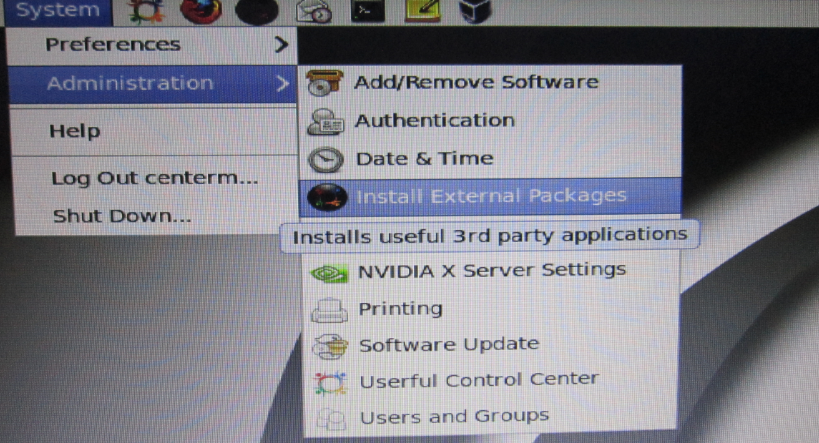 System
Preferences
Administration
Help
Log Out centerm...
Shut Down...
Add/Remove Software
Authentication
Date & Time
Install External Packages
Installs useful 3rd party applications
NVIDIA X Server Settings
Printing
Software Update
Userful Control Center
Users and Groups